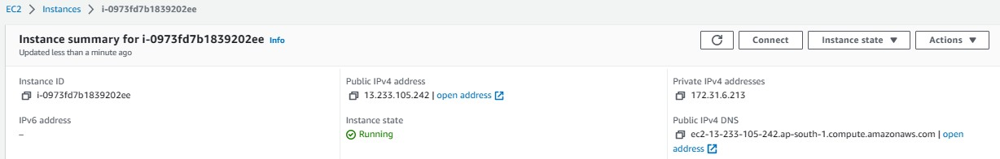 EC2 > Instances > i-0973fd7b1839202ee
Instance summary for i-0973fd7b1839202ee Info
Updated less than a minute ago
Connect
Instance state ▼
Actions ▼
Instance ID
i-0973fd7b1839202ee
Public IPv4 address
13.233.105.242 | open address
Private IPv4 addresses
172.31.6.213
IPv6 address
–
Instance state
Running
Public IPv4 DNS
ec2-13-233-105-242.ap-south-1.compute.amazonaws.com | open
address